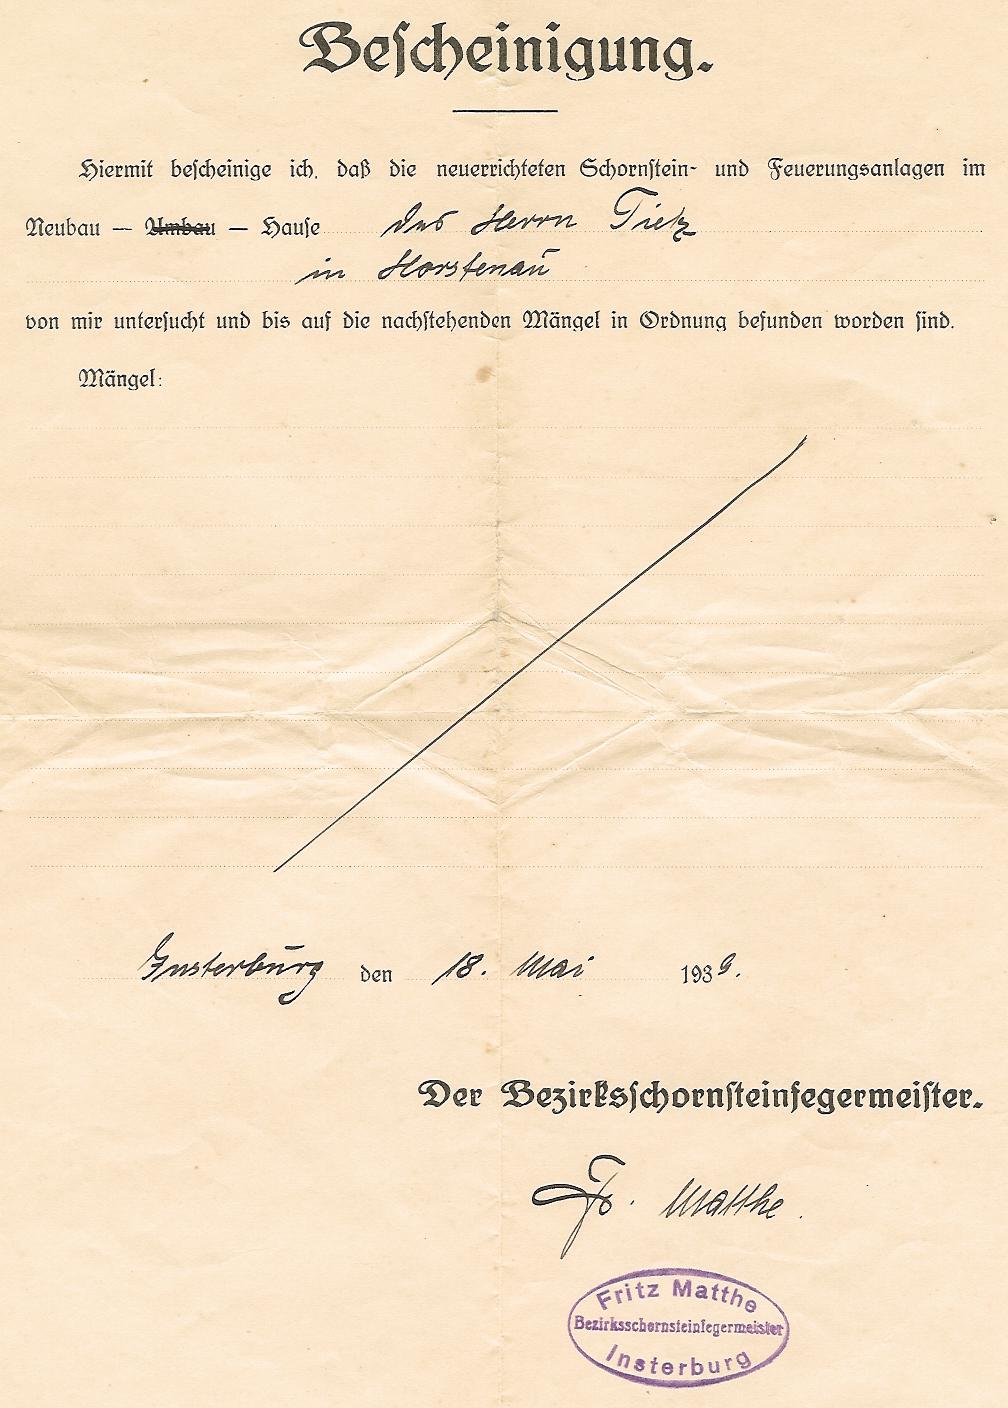 Bescheinigung.
Hiermit bescheinige ich, daß die neuerrichteten Schornstein- und Feuerungsanlagen im
Neubau — Umbau — Hause des Herrn Tietz
in Horstenau
von mir untersucht und bis auf die nachstehenden Mängel in Ordnung befunden worden sind.
Mängel:
Insterburg den 18. Mai 1939.
Der Bezirksschornsteinfegermeister.
Fr. Matthe.
Fritz Matthe
Bezirksschornsteinfegermeister
Insterburg